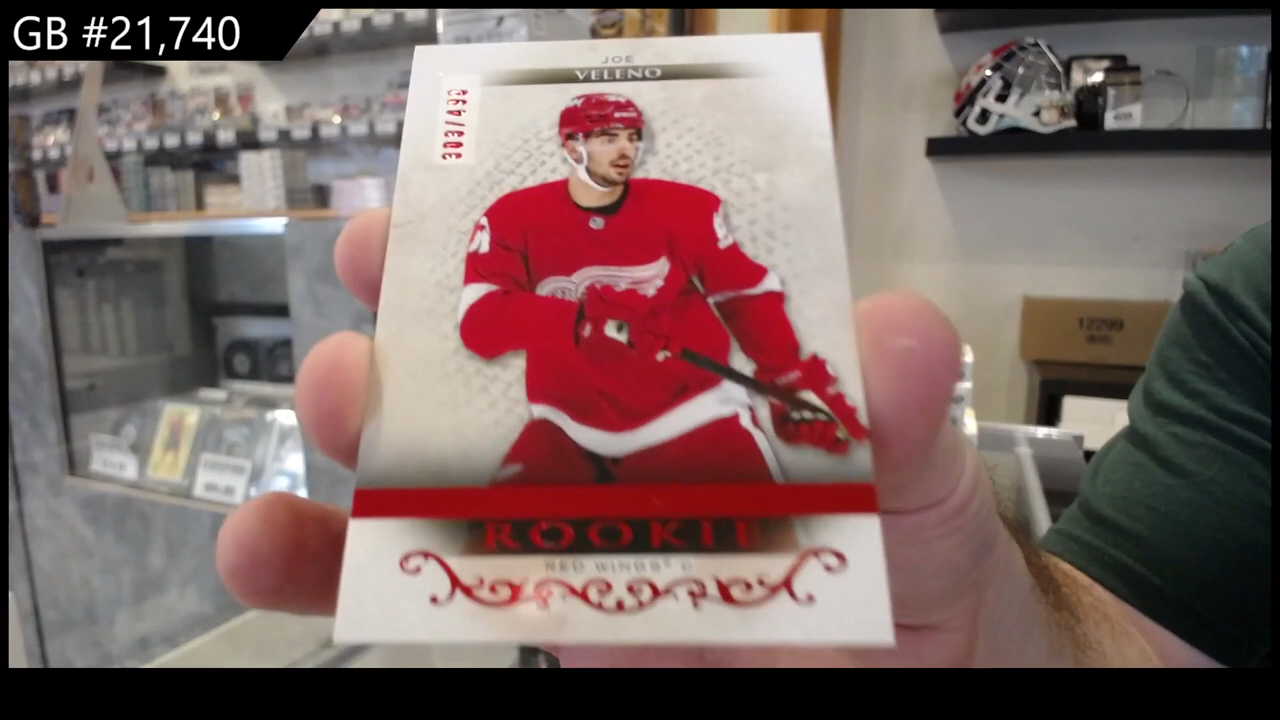 GB #21,740
JOE
VELENO
303/499
ROOKIE
RED WINGS® C
12299